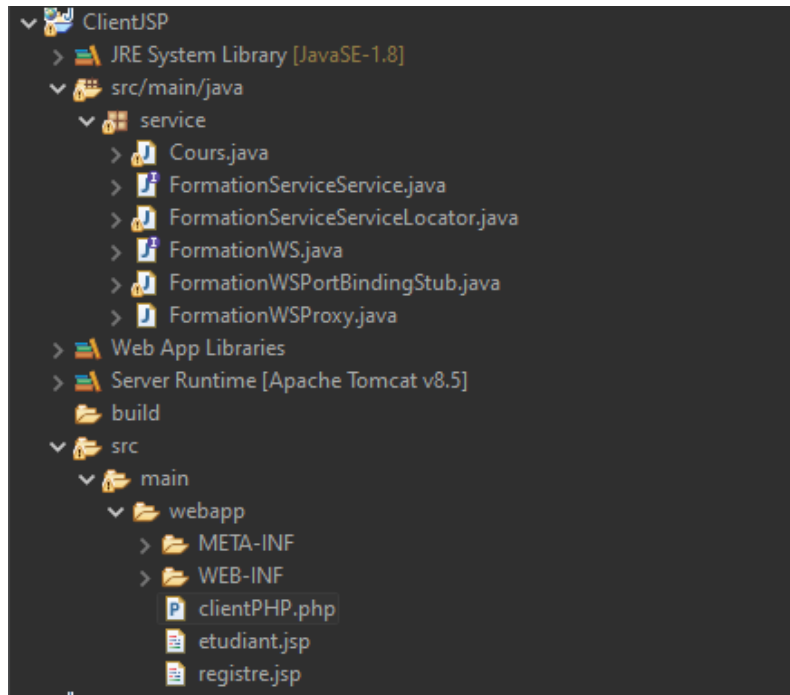 ClientJSP
JRE System Library [JavaSE-1.8]
src/main/java
service
Cours.java
FormationServiceService.java
FormationServiceServiceLocator.java
FormationWS.java
FormationWSPortBindingStub.java
FormationWSProxy.java
Web App Libraries
Server Runtime [Apache Tomcat v8.5]
build
src
main
webapp
META-INF
WEB-INF
clientPHP.php
etudiant.jsp
registre.jsp